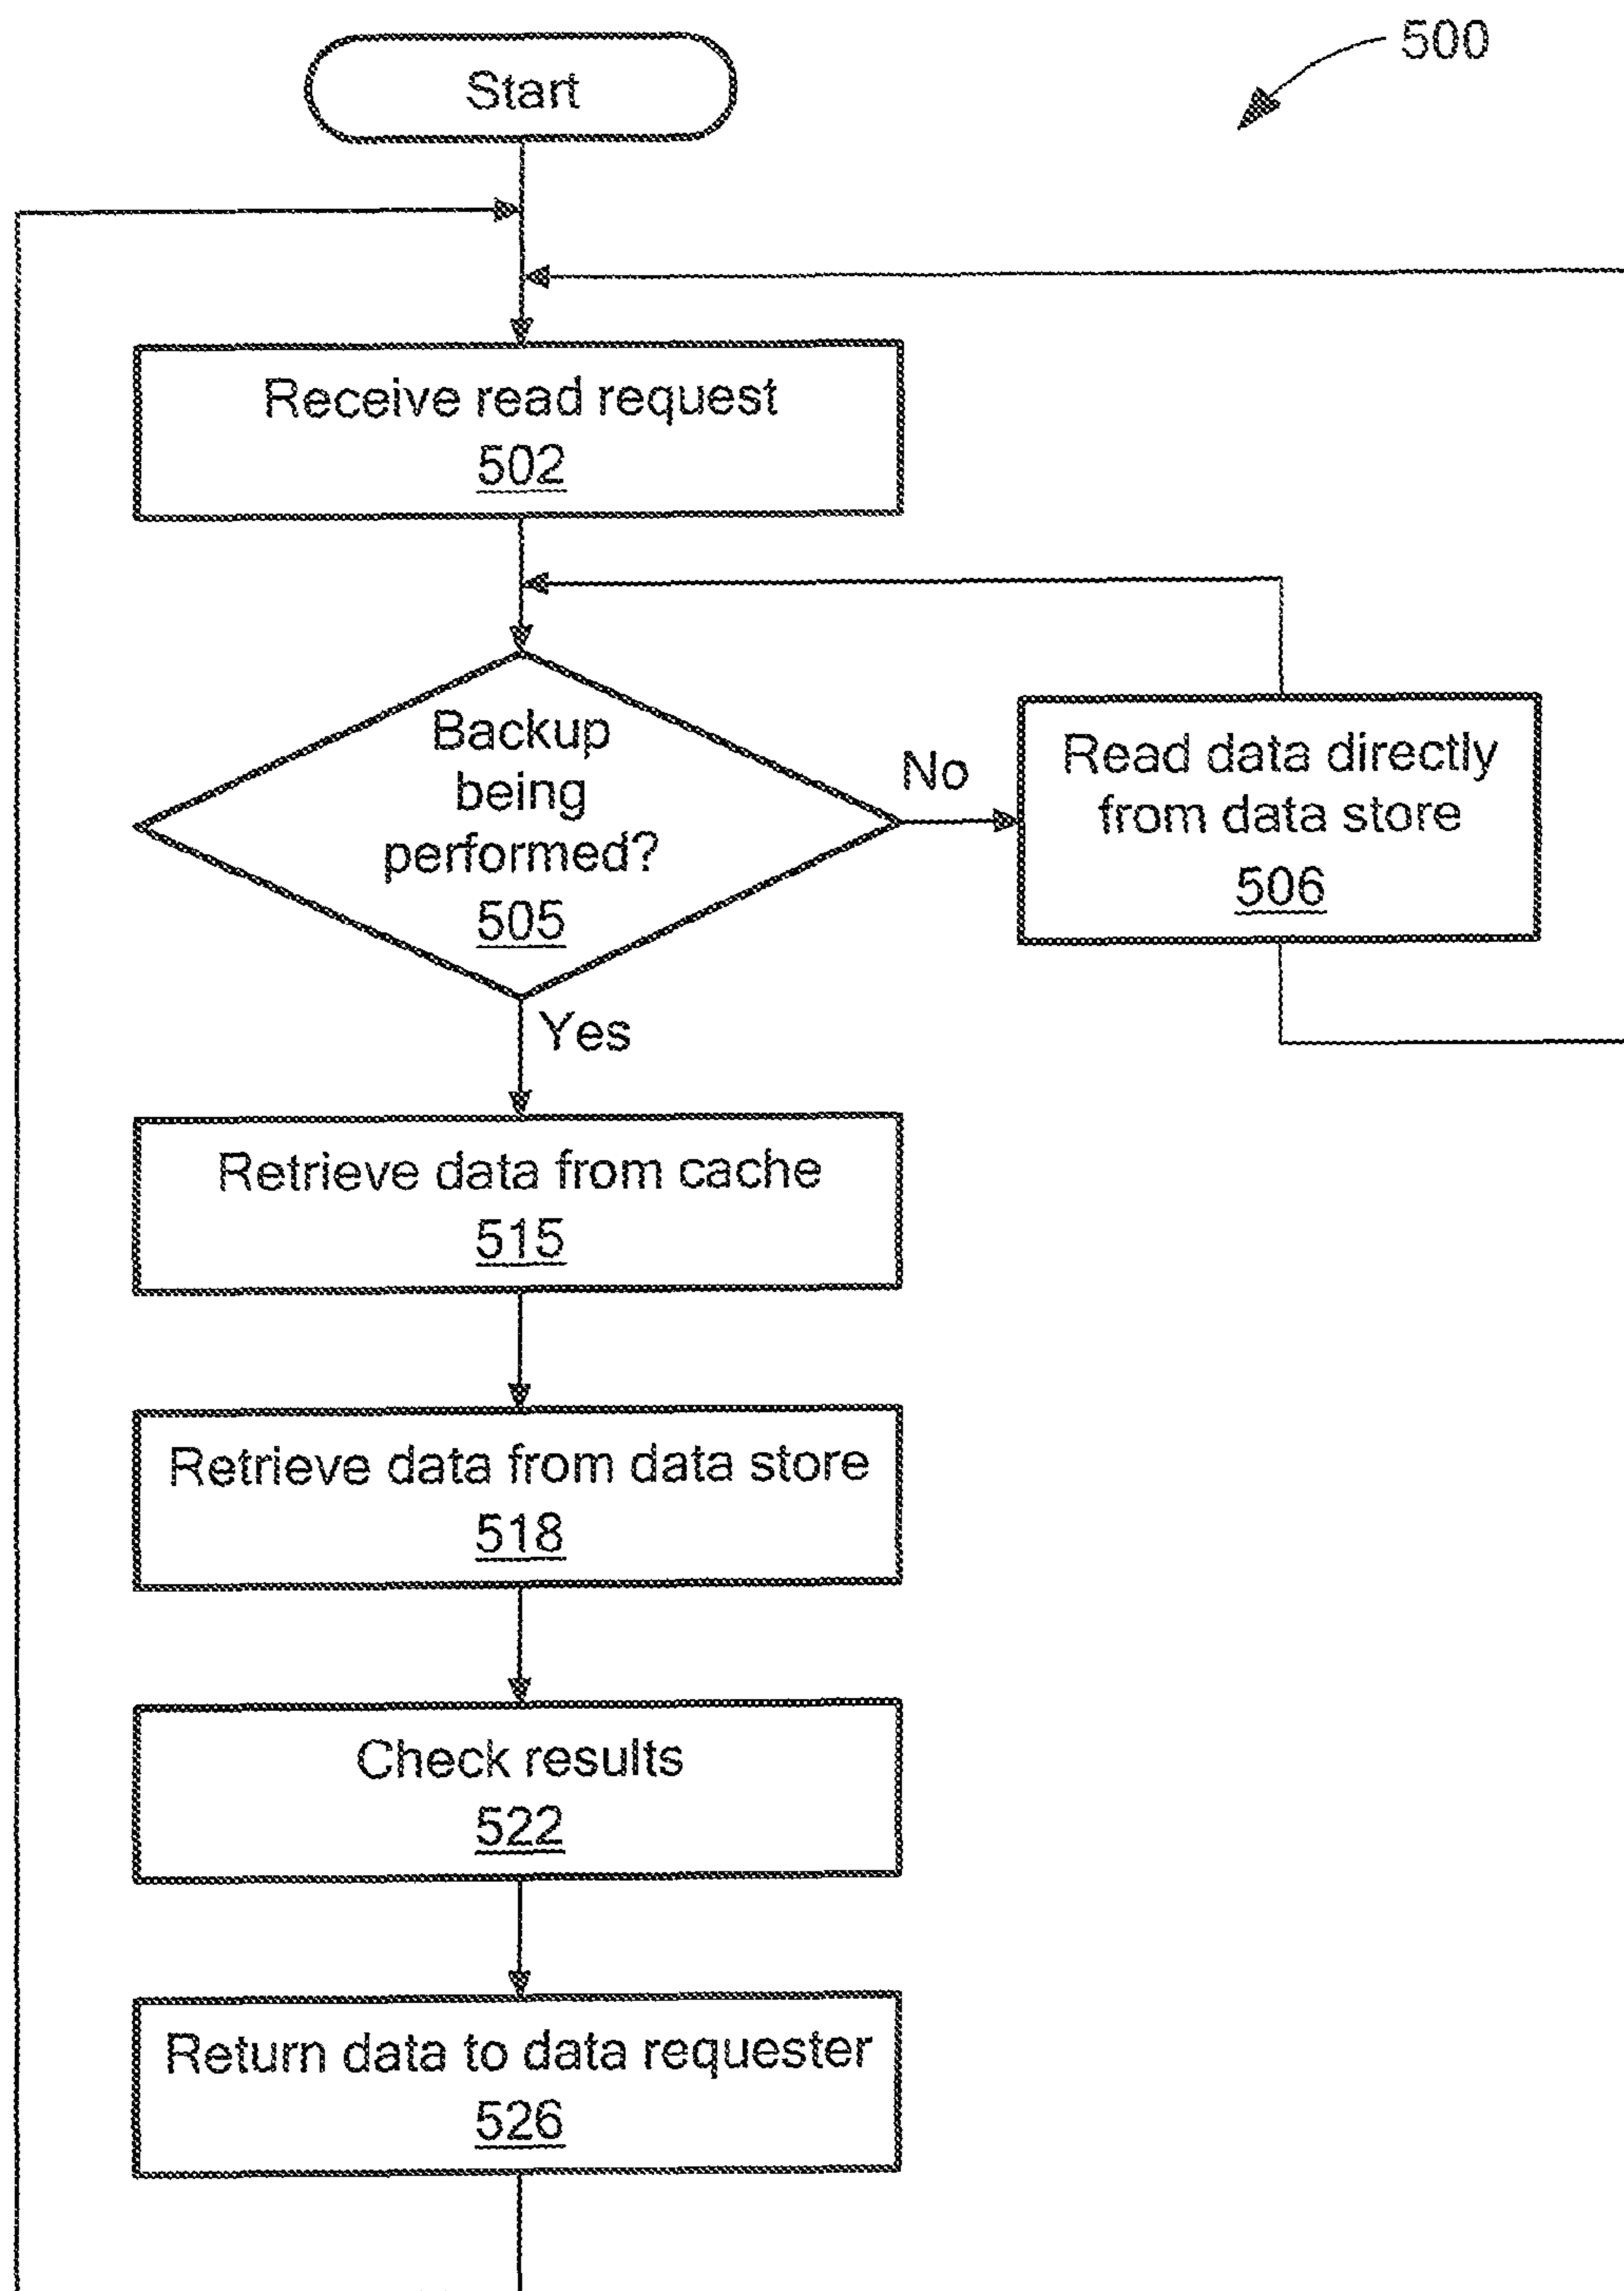 500
Start
Receive read request
502
Backup
being
performed?
505
No
Read data directly
from data store
506
Yes
Retrieve data from cache
515
Retrieve data from data store
518
Check results
522
Return data to data requester
526